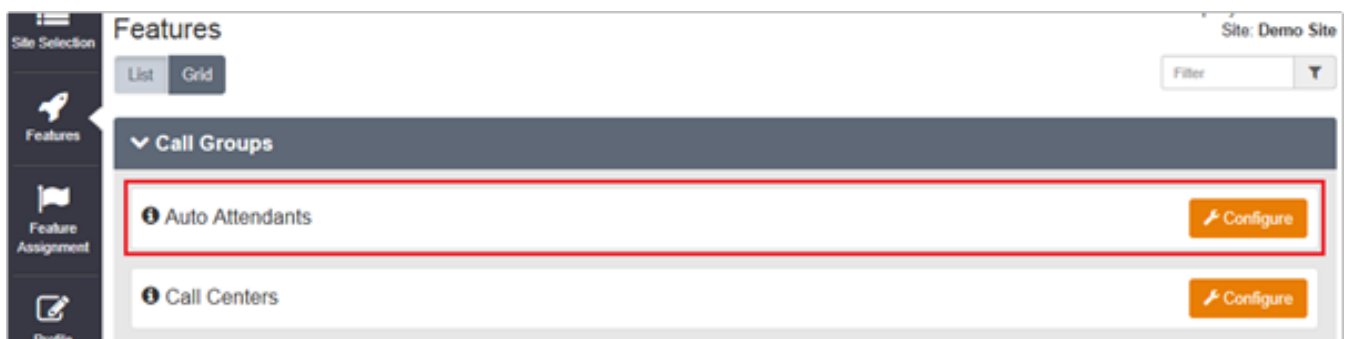 Site Selection
Features
Site: Demo Site
List Grid
Filter
Features
Call Groups
Auto Attendants
Configure
Feature
Assignment
Call Centers
Configure
Profile